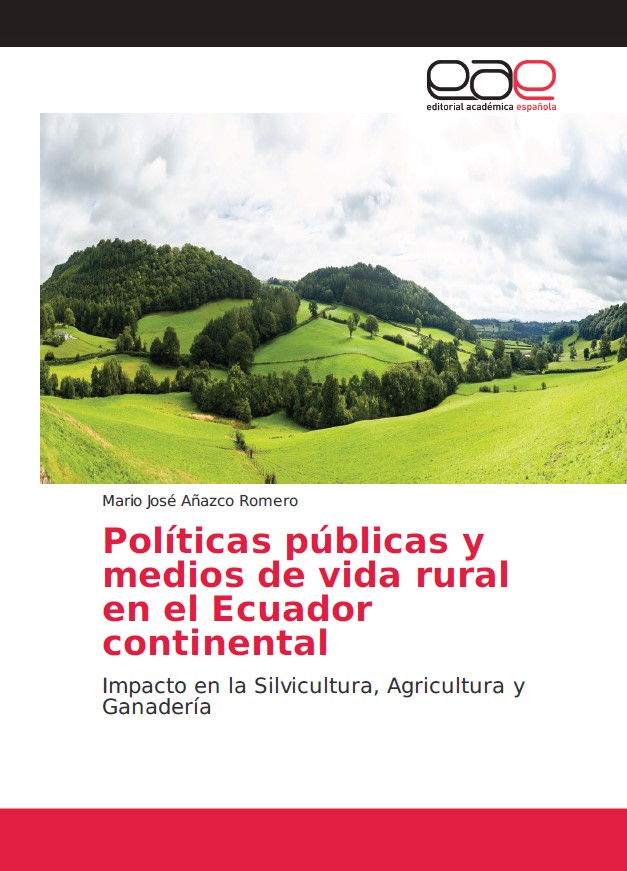 eae
editorial académica española
Mario José Añazco Romero
Políticas públicas y
medios de vida rural
en el Ecuador
continental
Impacto en la Silvicultura, Agricultura y
Ganadería